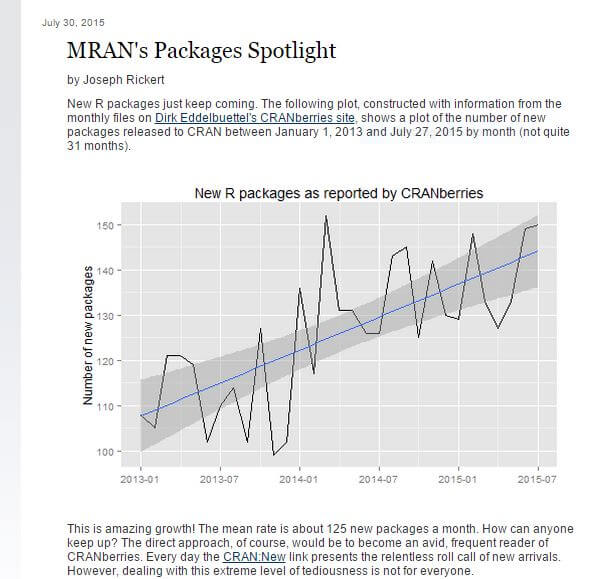 July 30, 2015
MRAN's Packages Spotlight
by Joseph Rickert
New R packages just keep coming. The following plot, constructed with information from the
monthly files on Dirk Eddelbuettel's CRANberries site, shows a plot of the number of new
packages released to CRAN between January 1, 2013 and July 27, 2015 by month (not quite
31 months).
New R packages as reported by CRANberries
150
140
130
120
110
100
Number of new packages
2013-01 2013-07 2014-01 2014-07 2015-01 2015-07
This is amazing growth! The mean rate is about 125 new packages a month. How can anyone
keep up? The direct approach, of course, would be to become an avid, frequent reader of
CRANberries. Every day the CRAN:New link presents the relentless roll call of new arrivals.
However, dealing with this extreme level of tediousness is not for everyone.